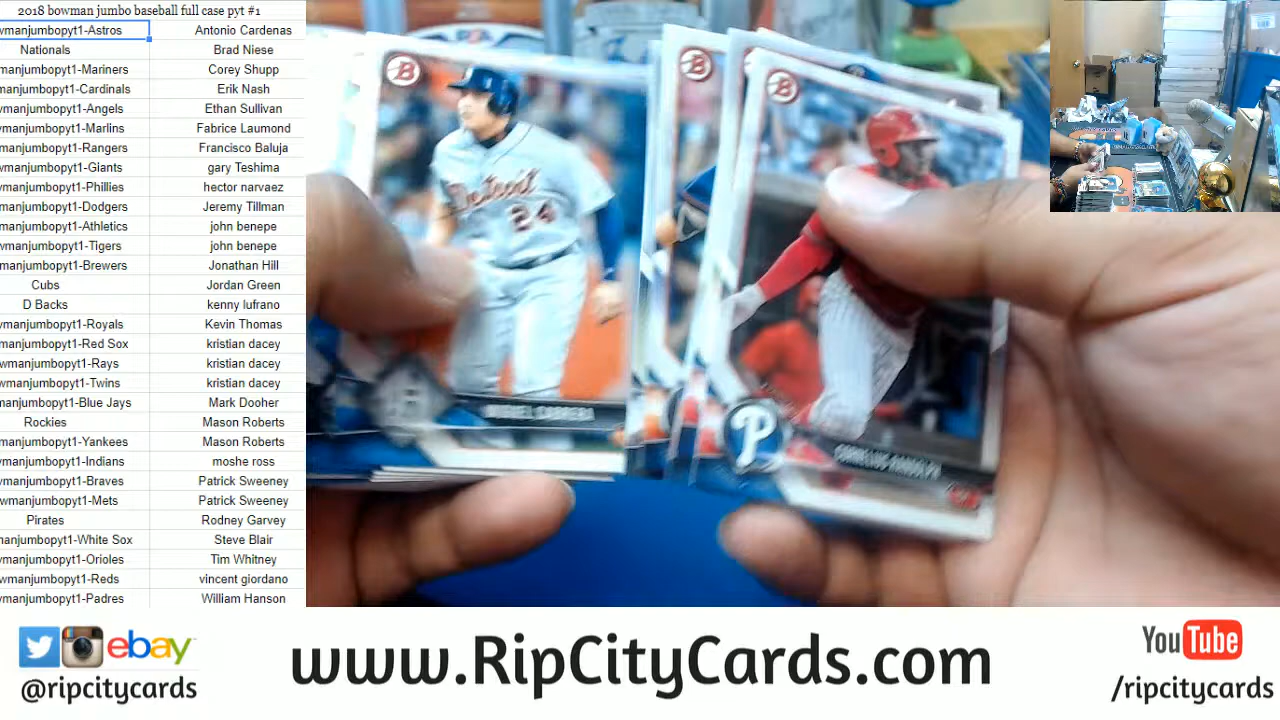 2018 bowman jumbo baseball full case pyt #1
wmanjumbopyt1-Astros Antonio Cardenas
Nationals Brad Niese
manjumbopyt1-Mariners Corey Shupp
manjumbopyt1-Cardinals Erik Nash
wmanjumbopyt1-Angels Ethan Sullivan
wmanjumbopyt1-Marlins Fabrice Laumond
manjumbopyt1-Rangers Francisco Baluja
wmanjumbopyt1-Giants gary Teshima
manjumbopyt1-Phillies hector narvaez
manjumbopyt1-Dodgers Jeremy Tillman
manjumbopyt1-Athletics john benepe
wmanjumbopyt1-Tigers john benepe
manjumbopyt1-Brewers Jonathan Hill
Cubs Jordan Green
D Backs kenny lufrano
wmanjumbopyt1-Royals Kevin Thomas
manjumbopyt1-Red Sox kristian dacey
wmanjumbopyt1-Rays kristian dacey
wmanjumbopyt1-Twins kristian dacey
manjumbopyt1-Blue Jays Mark Dooher
Rockies Mason Roberts
manjumbopyt1-Yankees Mason Roberts
manjumbopyt1-Indians moshe ross
wmanjumbopyt1-Braves Patrick Sweeney
owmanjumbopyt1-Mets Patrick Sweeney
Pirates Rodney Garvey
manjumbopyt1-White Sox Steve Blair
manjumbopyt1-Orioles Tim Whitney
owmanjumbopyt1-Reds vincent giordano
wmanjumbopyt1-Padres William Hanson
B
B
B
Detroit
24
P
ebay
@ripcitycards
www.RipCityCards.com
YouTube
/ripcitycards